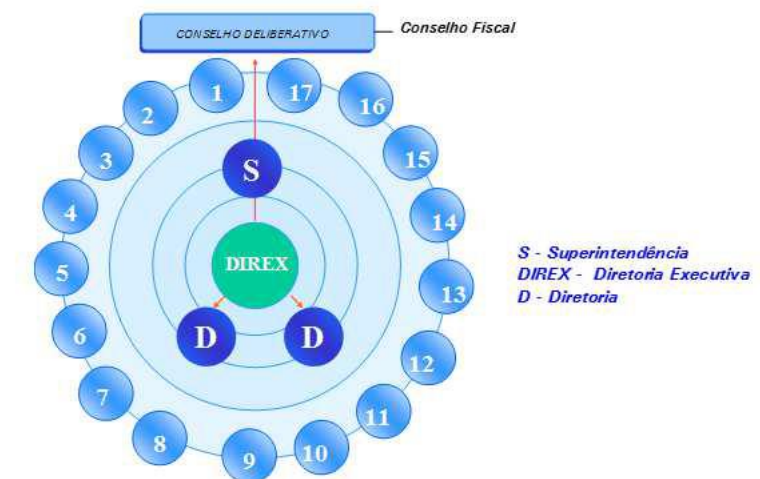 CONSELHO DELIBERATIVO
Conselho Fiscal
1
17
2
16
3
15
S
4
14
5
DIREX
13
6
D
D
12
7
11
8
10
9
S - Superintendência
DIREX - Diretoria Executiva
D - Diretoria